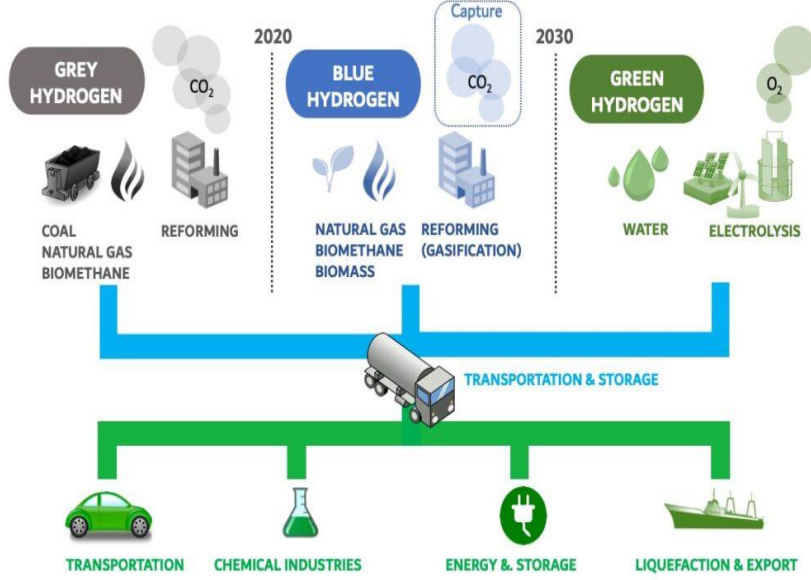 Capture
2020
2030
GREY
HYDROGEN
CO2
BLUE
HYDROGEN
CO2
GREEN
HYDROGEN
O2
COAL
NATURAL GAS
BIOMETHANE
REFORMING
NATURAL GAS
BIOMETHANE
BIOMASS
REFORMING
(GASIFICATION)
WATER
ELECTROLYSIS
TRANSPORTATION & STORAGE
TRANSPORTATION
CHEMICAL INDUSTRIES
ENERGY &. STORAGE
LIQUEFACTION & EXPORT